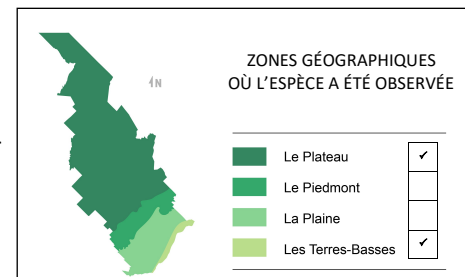 ZONES GÉOGRAPHIQUES
OÙ L'ESPÈCE A ÉTÉ OBSERVÉE
N
Le Plateau ✓
Le Piedmont
La Plaine
Les Terres-Basses ✓